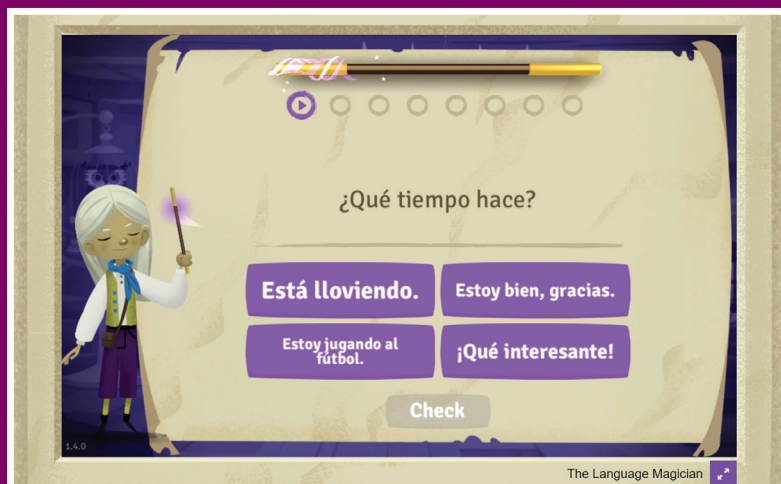 ¿Qué tiempo hace?
Está lloviendo.
Estoy bien, gracias.
Estoy jugando al
fútbol.
¡Qué interesante!
Check
1.4.0
The Language Magician